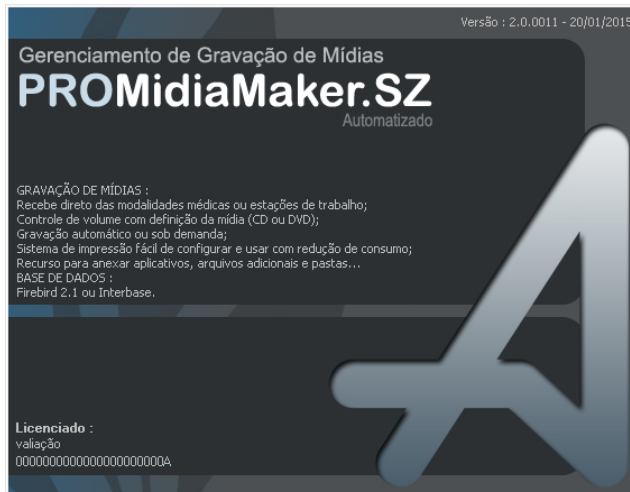 Versão : 2.0.0011 - 20/01/2015
Gerenciamento de Gravação de Mídias
PROMidiaMaker.SZ
Automatizado
GRAVAÇÃO DE MÍDIAS :
Recebe direto das modalidades médicas ou estações de trabalho;
Controle de volume com definição da mídia (CD ou DVD);
Gravação automático ou sob demanda;
Sistema de impressão fácil de configurar e usar com redução de consumo;
Recurso para anexar aplicativos, arquivos adicionais e pastas...
BASE DE DADOS :
Firebird 2.1 ou Interbase.
Licenciado :
valiação
0000000000000000000000A